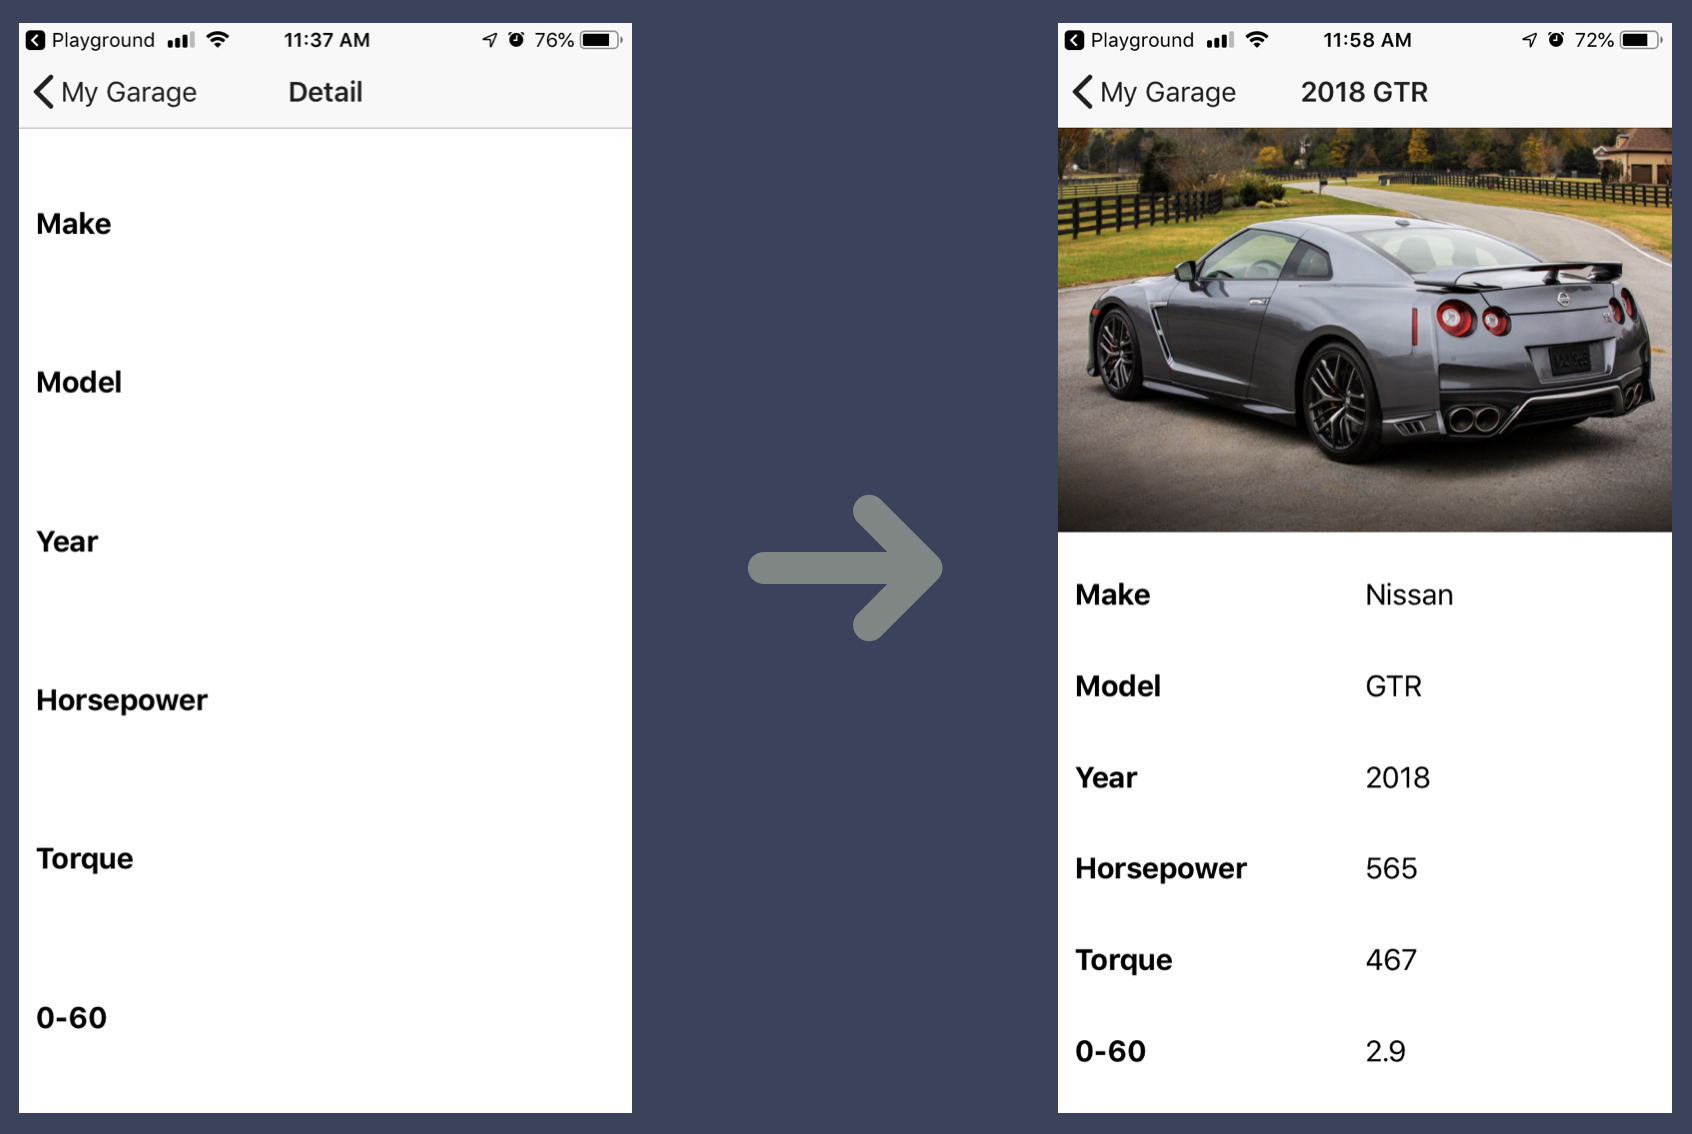 Playground 11:37 AM 76%
My Garage Detail
Make
Model
Year
Horsepower
Torque
0-60
Playground 11:58 AM 72%
My Garage 2018 GTR
Make Nissan
Model GTR
Year 2018
Horsepower 565
Torque 467
0-60 2.9